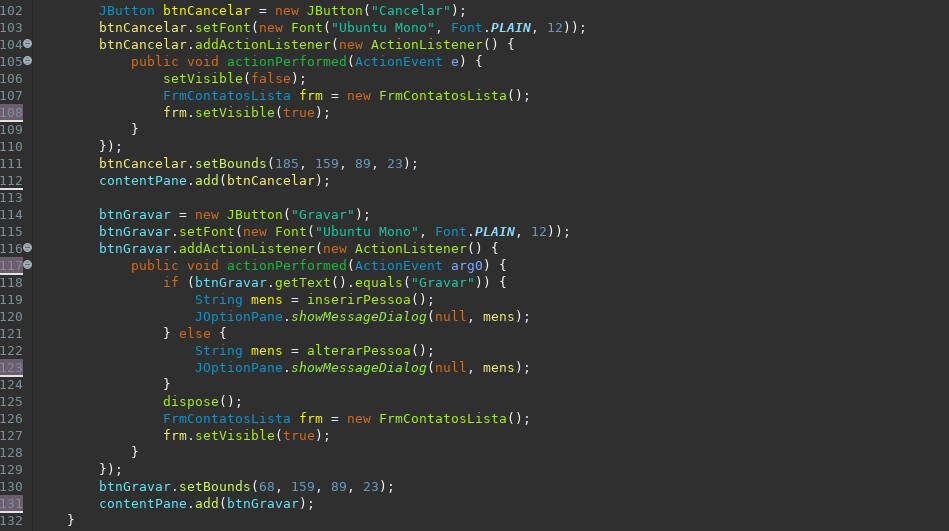 102 JButton btnCancelar = new JButton("Cancelar");
103 btnCancelar.setFont(new Font("Ubuntu Mono", Font.PLAIN, 12));
104 btnCancelar.addActionListener(new ActionListener() {
105 public void actionPerformed(ActionEvent e) {
106 setVisible(false);
107 FrmContatosLista frm = new FrmContatosLista();
108 frm.setVisible(true);
109 }
110 });
111 btnCancelar.setBounds(185, 159, 89, 23);
112 contentPane.add(btnCancelar);
113
114 btnGravar = new JButton("Gravar");
115 btnGravar.setFont(new Font("Ubuntu Mono", Font.PLAIN, 12));
116 btnGravar.addActionListener(new ActionListener() {
117 public void actionPerformed(ActionEvent arg0) {
118 if (btnGravar.getText().equals("Gravar")) {
119 String mens = inserirPessoa();
120 JOptionPane.showMessageDialog(null, mens);
121 } else {
122 String mens = alterarPessoa();
123 JOptionPane.showMessageDialog(null, mens);
124 }
125 dispose();
126 FrmContatosLista frm = new FrmContatosLista();
127 frm.setVisible(true);
128 }
129 });
130 btnGravar.setBounds(68, 159, 89, 23);
131 contentPane.add(btnGravar);
132 }